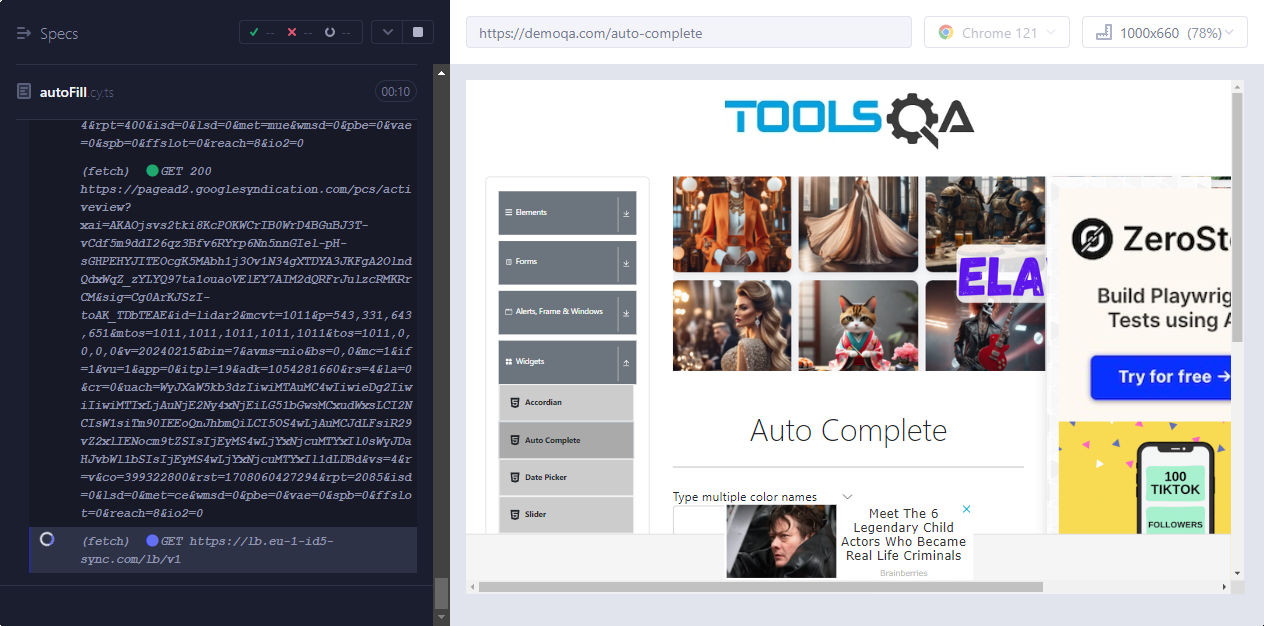 Specs
--
--
--
https://demoqa.com/auto-complete
Chrome 121
1000x660 (78%)
autoFill.cy.ts
00:10
4&rpt=400&isd=0&lsd=0&met=mue&wmsd=0&pbe=0&vae
=0&spb=0&ffslot=0&reach=8&io2=0
(fetch) GET 200
https://pagead2.googlesyndication.com/pcs/acti
veview?
xai=AKAOjsvs2tki8KcPOKWCrIB0WrD4BGuBJ3T-
vCdf5m9ddI26qz3Bfv6RYrp6Nn5nnGIel-pH-
=0&cr=0&uach=WyJXaW5kb3dzIiwiMTAuMC4wIiwieDg2Iiw
CM&sig=Cg0ArKJSzI-
toAK_TDbTEAE&id=lidar2&mcvt=1011&p=543,331,643
,651&mtos=1011,1011,1011,1011,1011&tos=1011,0,
0,0,0&v=20240215&bin=7&avms=nio&bs=0,0&mc=1&if
=1&vu=1&app=0&itpl=19&adk=1054281660&rs=4&la=0
=v&co=399322800&rst=1708060427294&rpt=2085&isd
=0&lsd=0&met=ce&wmsd=0&pbe=0&vae=0&spb=0&ffslo
t=0&reach=8&io2=0
(fetch) GET https://lb.eu-1-id5-
sync.com/lb/v1
TOOLSQA
Elements
Forms
Alerts, Frame & Windows
Widgets
Accordian
Auto Complete
Date Picker
Slider
ELA
Auto Complete
Type multiple color names
Meet The 6
Legendary Child
Actors Who Became
Real Life Criminals
Brainberries
ZeroSt
Build Playwrig
Tests using A
Try for free →
100
TIKTOK
FOLLOWERS